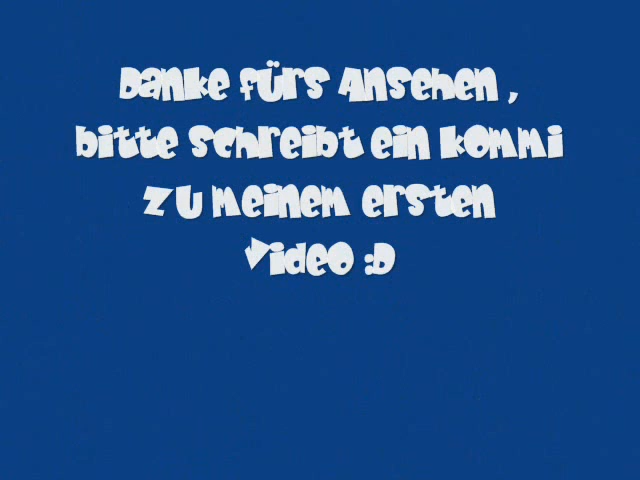 Danke fürs Ansehen ,
bitte schreibt ein kommi
zu meinem ersten
Video :D